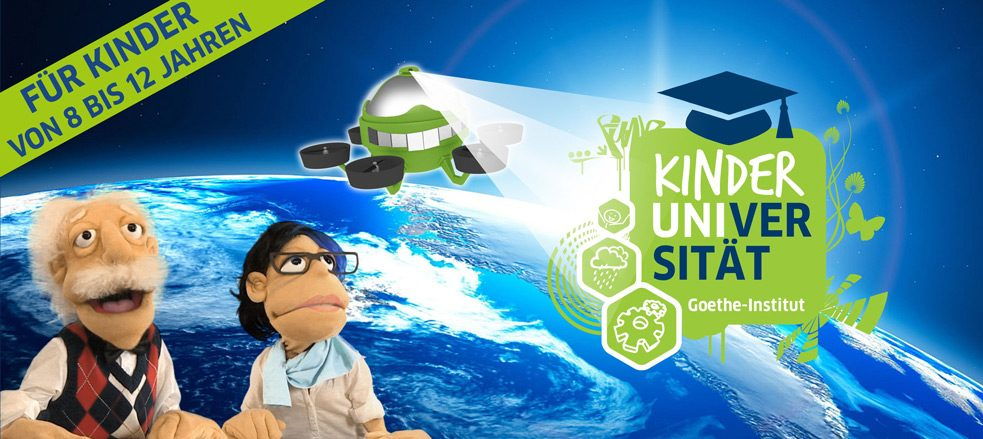 FÜR KINDER
VON 8 BIS 12 JAHREN
KINDER
UNIVER
SITÄT
Goethe-Institut